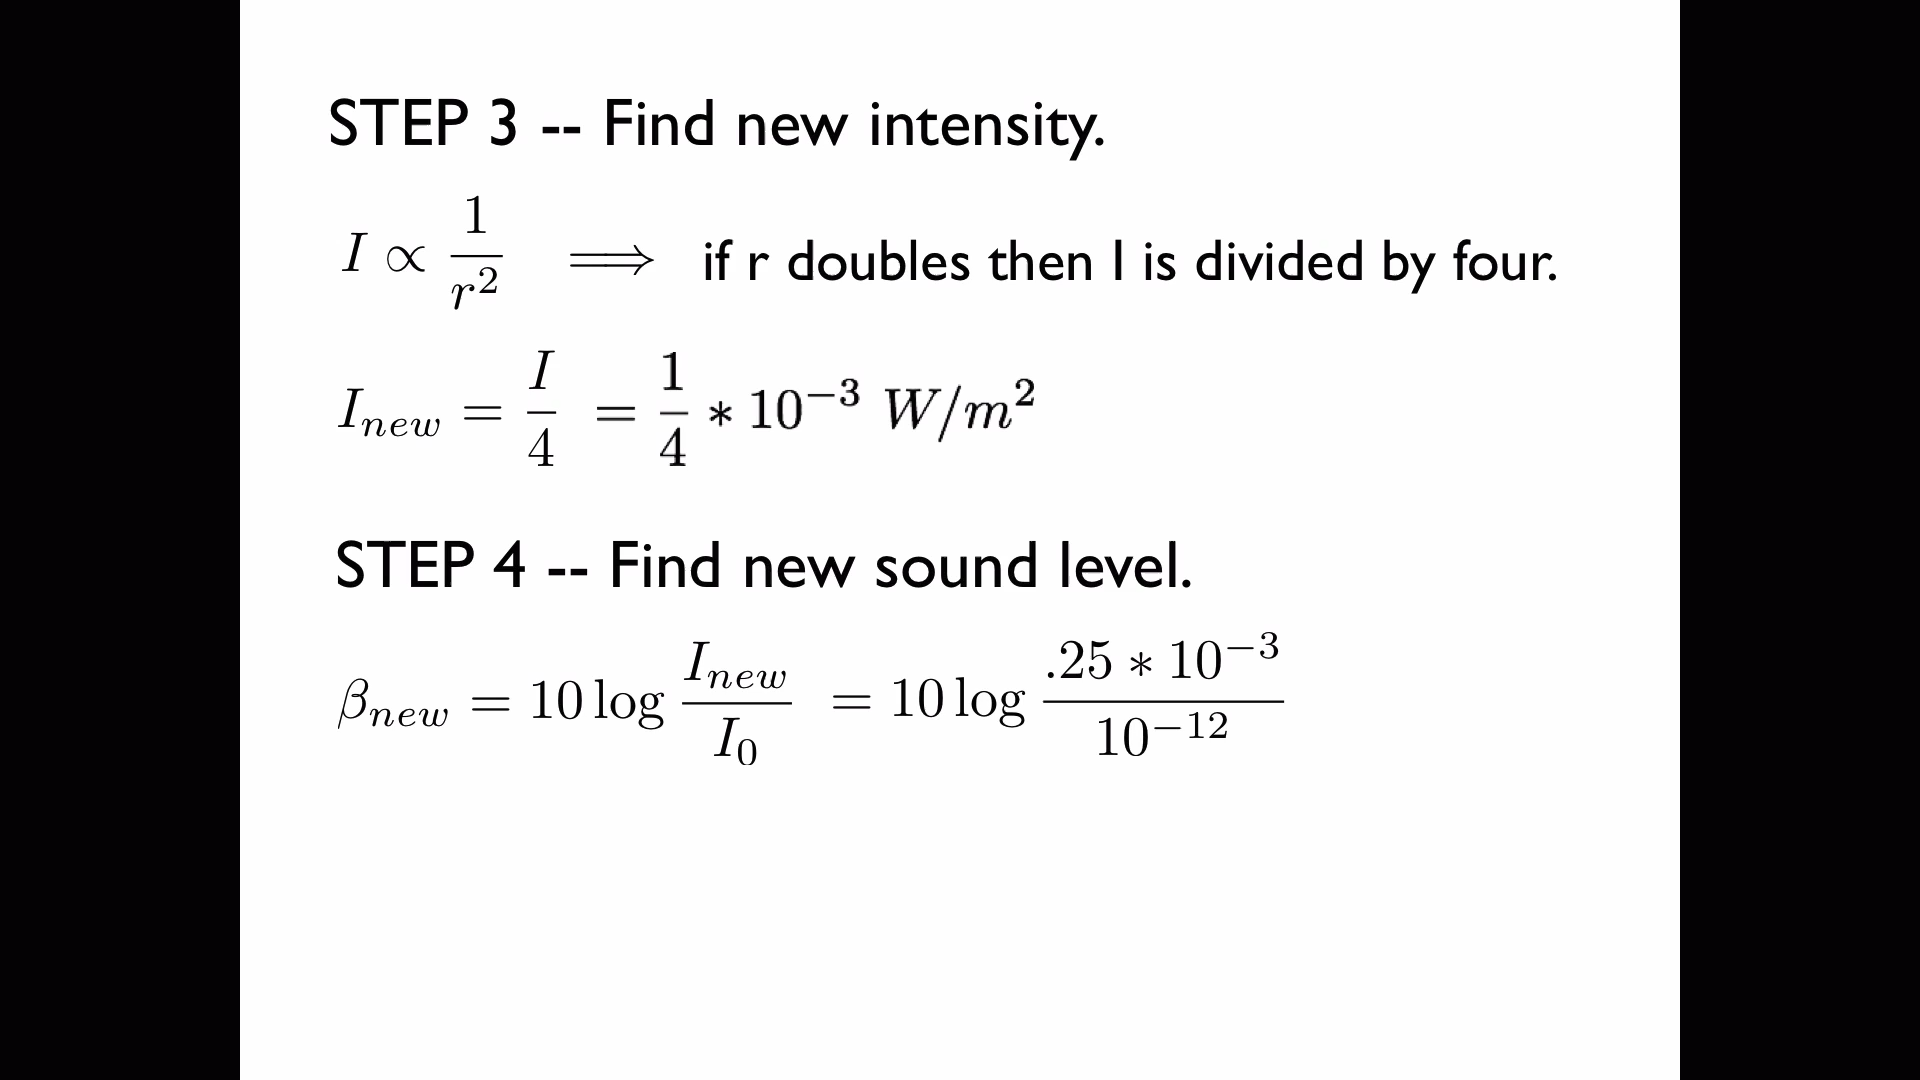 STEP 3 -- Find new intensity.
I ∝ 1/r² ⟹ if r doubles then I is divided by four.
I_new = I/4 = 1/4 * 10⁻³ W/m²
STEP 4 -- Find new sound level.
β_new = 10 log I_new/I₀ = 10 log .25 * 10⁻³/10⁻¹²